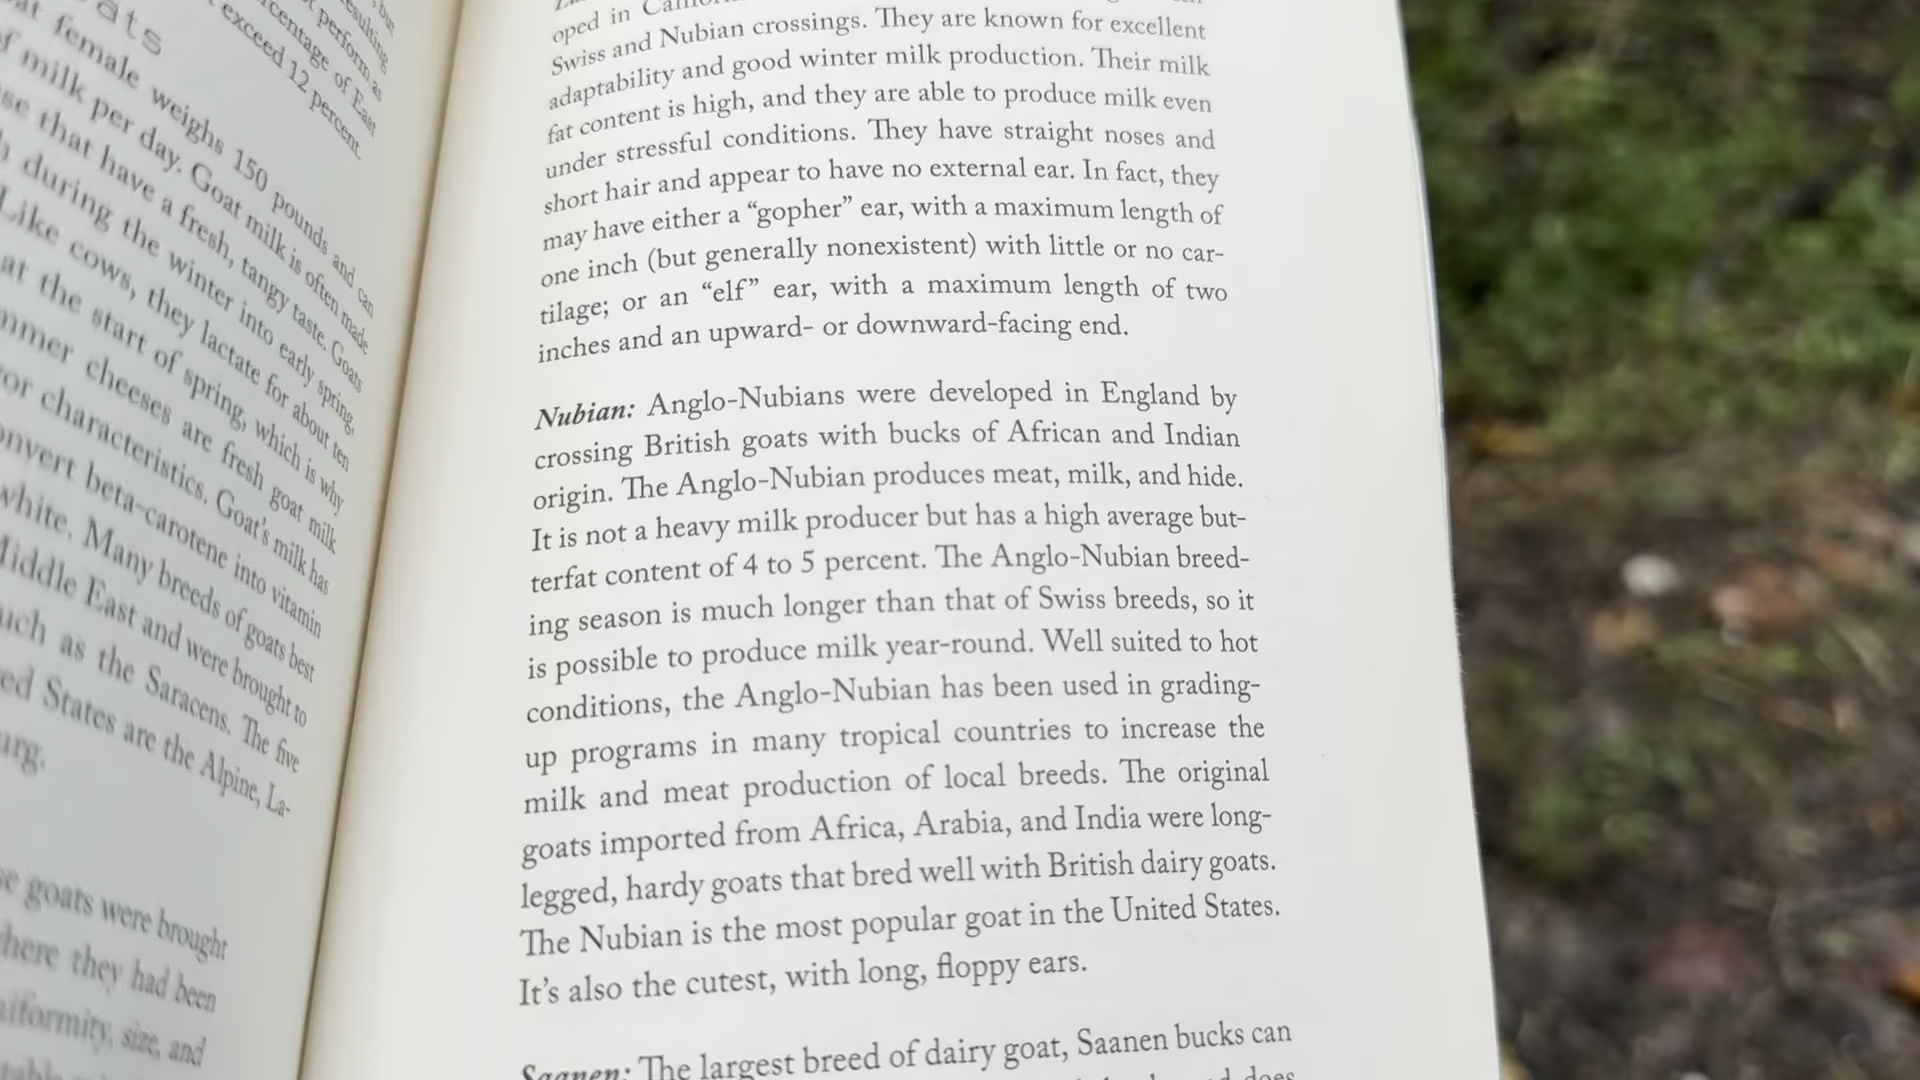 ats
exceed 12 percent.
female weighs 150 pounds and can
of milk per day. Goat milk is often made
that have a fresh, tangy taste. Goats
during the winter into early spring.
Like cows, they lactate for about ten
at the start of spring, which is why
cheeses are fresh goat milk
characteristics. Goat's milk has
beta-carotene into vitamin
white. Many breeds of goats best
East and were brought to
as the Saracens. The five
States are the Alpine, La-
goats were brought
they had been
size, and
oped in
Swiss and Nubian crossings. They are known for excellent
adaptability and good winter milk production. Their milk
fat content is high, and they are able to produce milk even
under stressful conditions. They have straight noses and
short hair and appear to have no external ear. In fact, they
may have either a “gopher” ear, with a maximum length of
one inch (but generally nonexistent) with little or no car-
tilage; or an “elf” ear, with a maximum length of two
inches and an upward- or downward-facing end.
Nubian: Anglo-Nubians were developed in England by
crossing British goats with bucks of African and Indian
origin. The Anglo-Nubian produces meat, milk, and hide.
It is not a heavy milk producer but has a high average but-
terfat content of 4 to 5 percent. The Anglo-Nubian breed-
ing season is much longer than that of Swiss breeds, so it
is possible to produce milk year-round. Well suited to hot
conditions, the Anglo-Nubian has been used in grading-
up programs in many tropical countries to increase the
milk and meat production of local breeds. The original
goats imported from Africa, Arabia, and India were long-
legged, hardy goats that bred well with British dairy goats.
The Nubian is the most popular goat in the United States.
It’s also the cutest, with long, floppy ears.
Saanen: The largest breed of dairy goat, Saanen bucks can
does